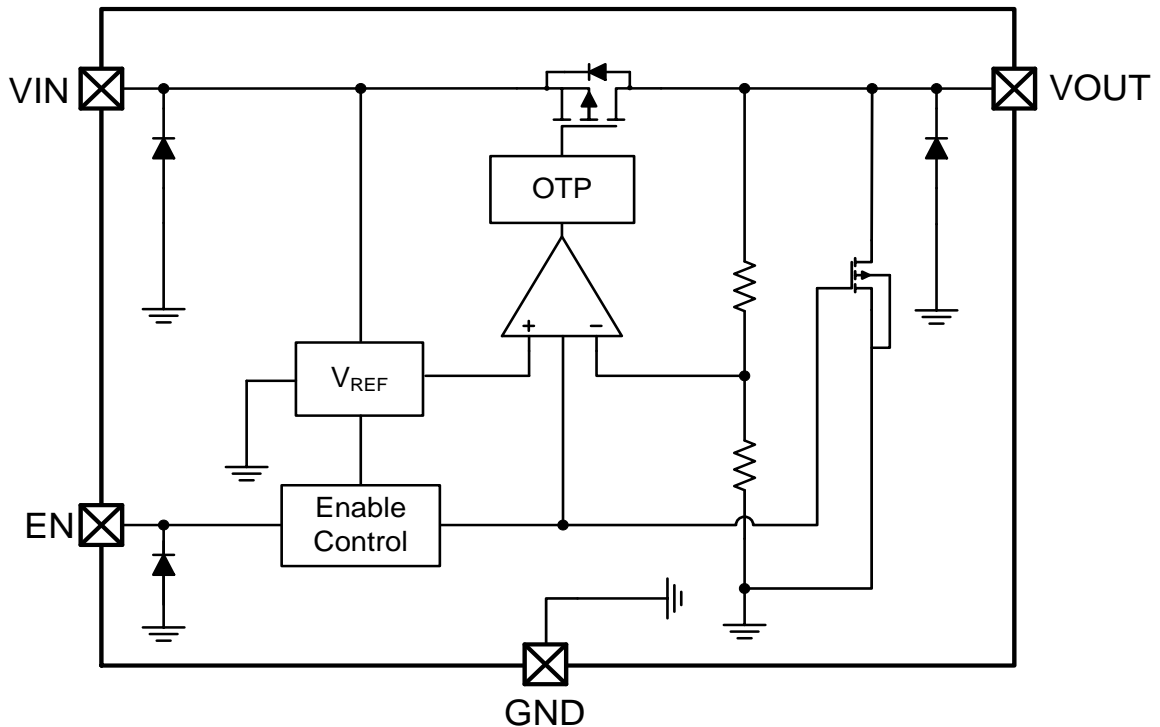 VIN
VOUT
OTP
+ −
VREF
EN
Enable
Control
GND